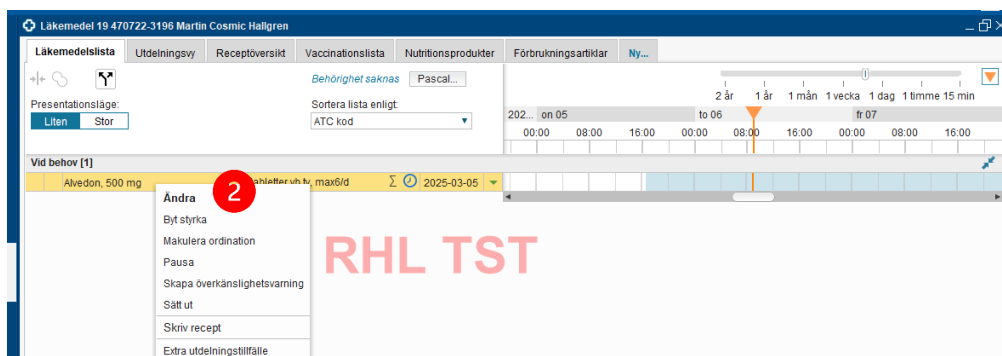 Läkemedel 19 470722-3196 Martin Cosmic Hallgren
Läkemedelslista Utdelningsvy Receptöversikt Vaccinationslista Nutritionsprodukter Förbrukningsartiklar Ny...
Behörighet saknas Pascal...
2 år 1 år 1 mån 1 vecka 1 dag 1 timme 15 min
Presentationsläge: Sortera lista enligt:
Liten Stor ATC kod
202... on 05 to 06 fr 07
00:00 08:00 16:00 00:00 08:00 16:00 00:00 08:00 16:00
Vid behov [1]
Alvedon, 500 mg tabletter vb tv, max6/d Σ 2025-03-05
2
Ändra
Byt styrka
Makulera ordination
Pausa
Skapa överkänslighetsvarning
Sätt ut
Skriv recept
Extra utdelningstillfälle
RHL TST